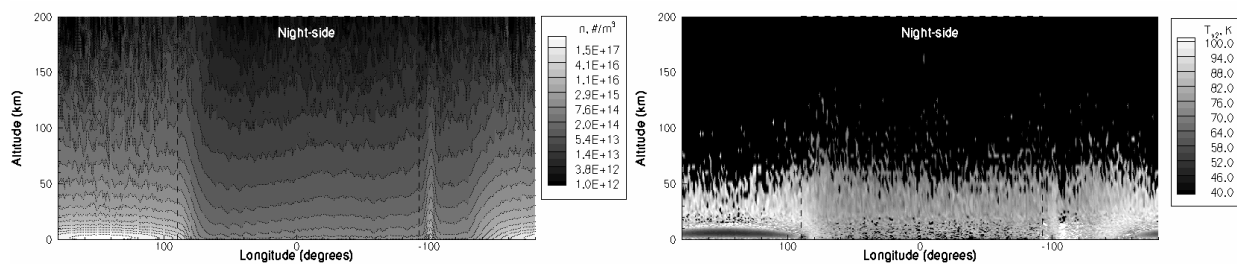 200
150
100
50
0
Altitude (km)
Night-side
100
0
-100
Longitude (degrees)
n, #/m³
1.5E+17
4.1E+16
1.1E+16
2.9E+15
7.6E+14
2.0E+14
5.4E+13
1.4E+13
3.8E+12
1.0E+12
200
150
100
50
0
Altitude (km)
Night-side
100
0
-100
Longitude (degrees)
K
100.0
94.0
88.0
82.0
76.0
70.0
64.0
58.0
52.0
46.0
40.0